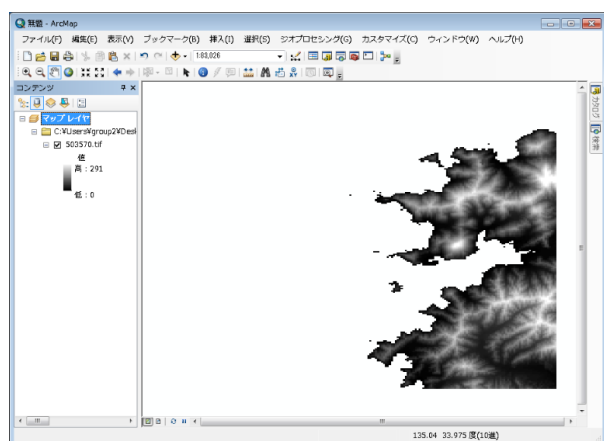 無題 - ArcMap
ファイル(F) 編集(E) 表示(V) ブックマーク(B) 挿入(I) 選択(S) ジオプロセシング(G) カスタマイズ(C) ウィンドウ(W) ヘルプ(H)
1:83,026
コンテンツ
マップ レイヤ
C:¥Users¥group2¥Desk
503570.tif
値
高 : 291
低 : 0
カタログ
検索
135.04 33.975 度(10進)